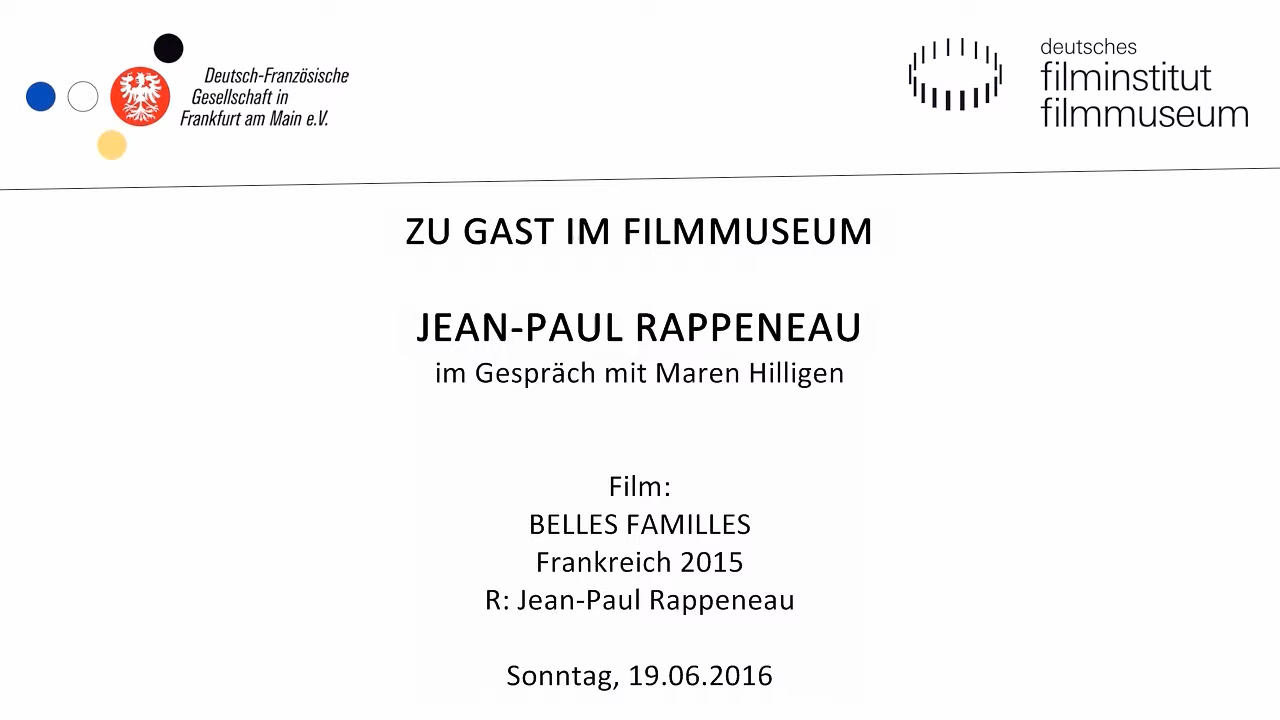 Deutsch-Französische
Gesellschaft in
Frankfurt am Main e.V.
deutsches
filminstitut
filmmuseum
ZU GAST IM FILMMUSEUM
JEAN-PAUL RAPPENEAU
im Gespräch mit Maren Hilligen
Film:
BELLES FAMILLES
Frankreich 2015
R: Jean-Paul Rappeneau
Sonntag, 19.06.2016